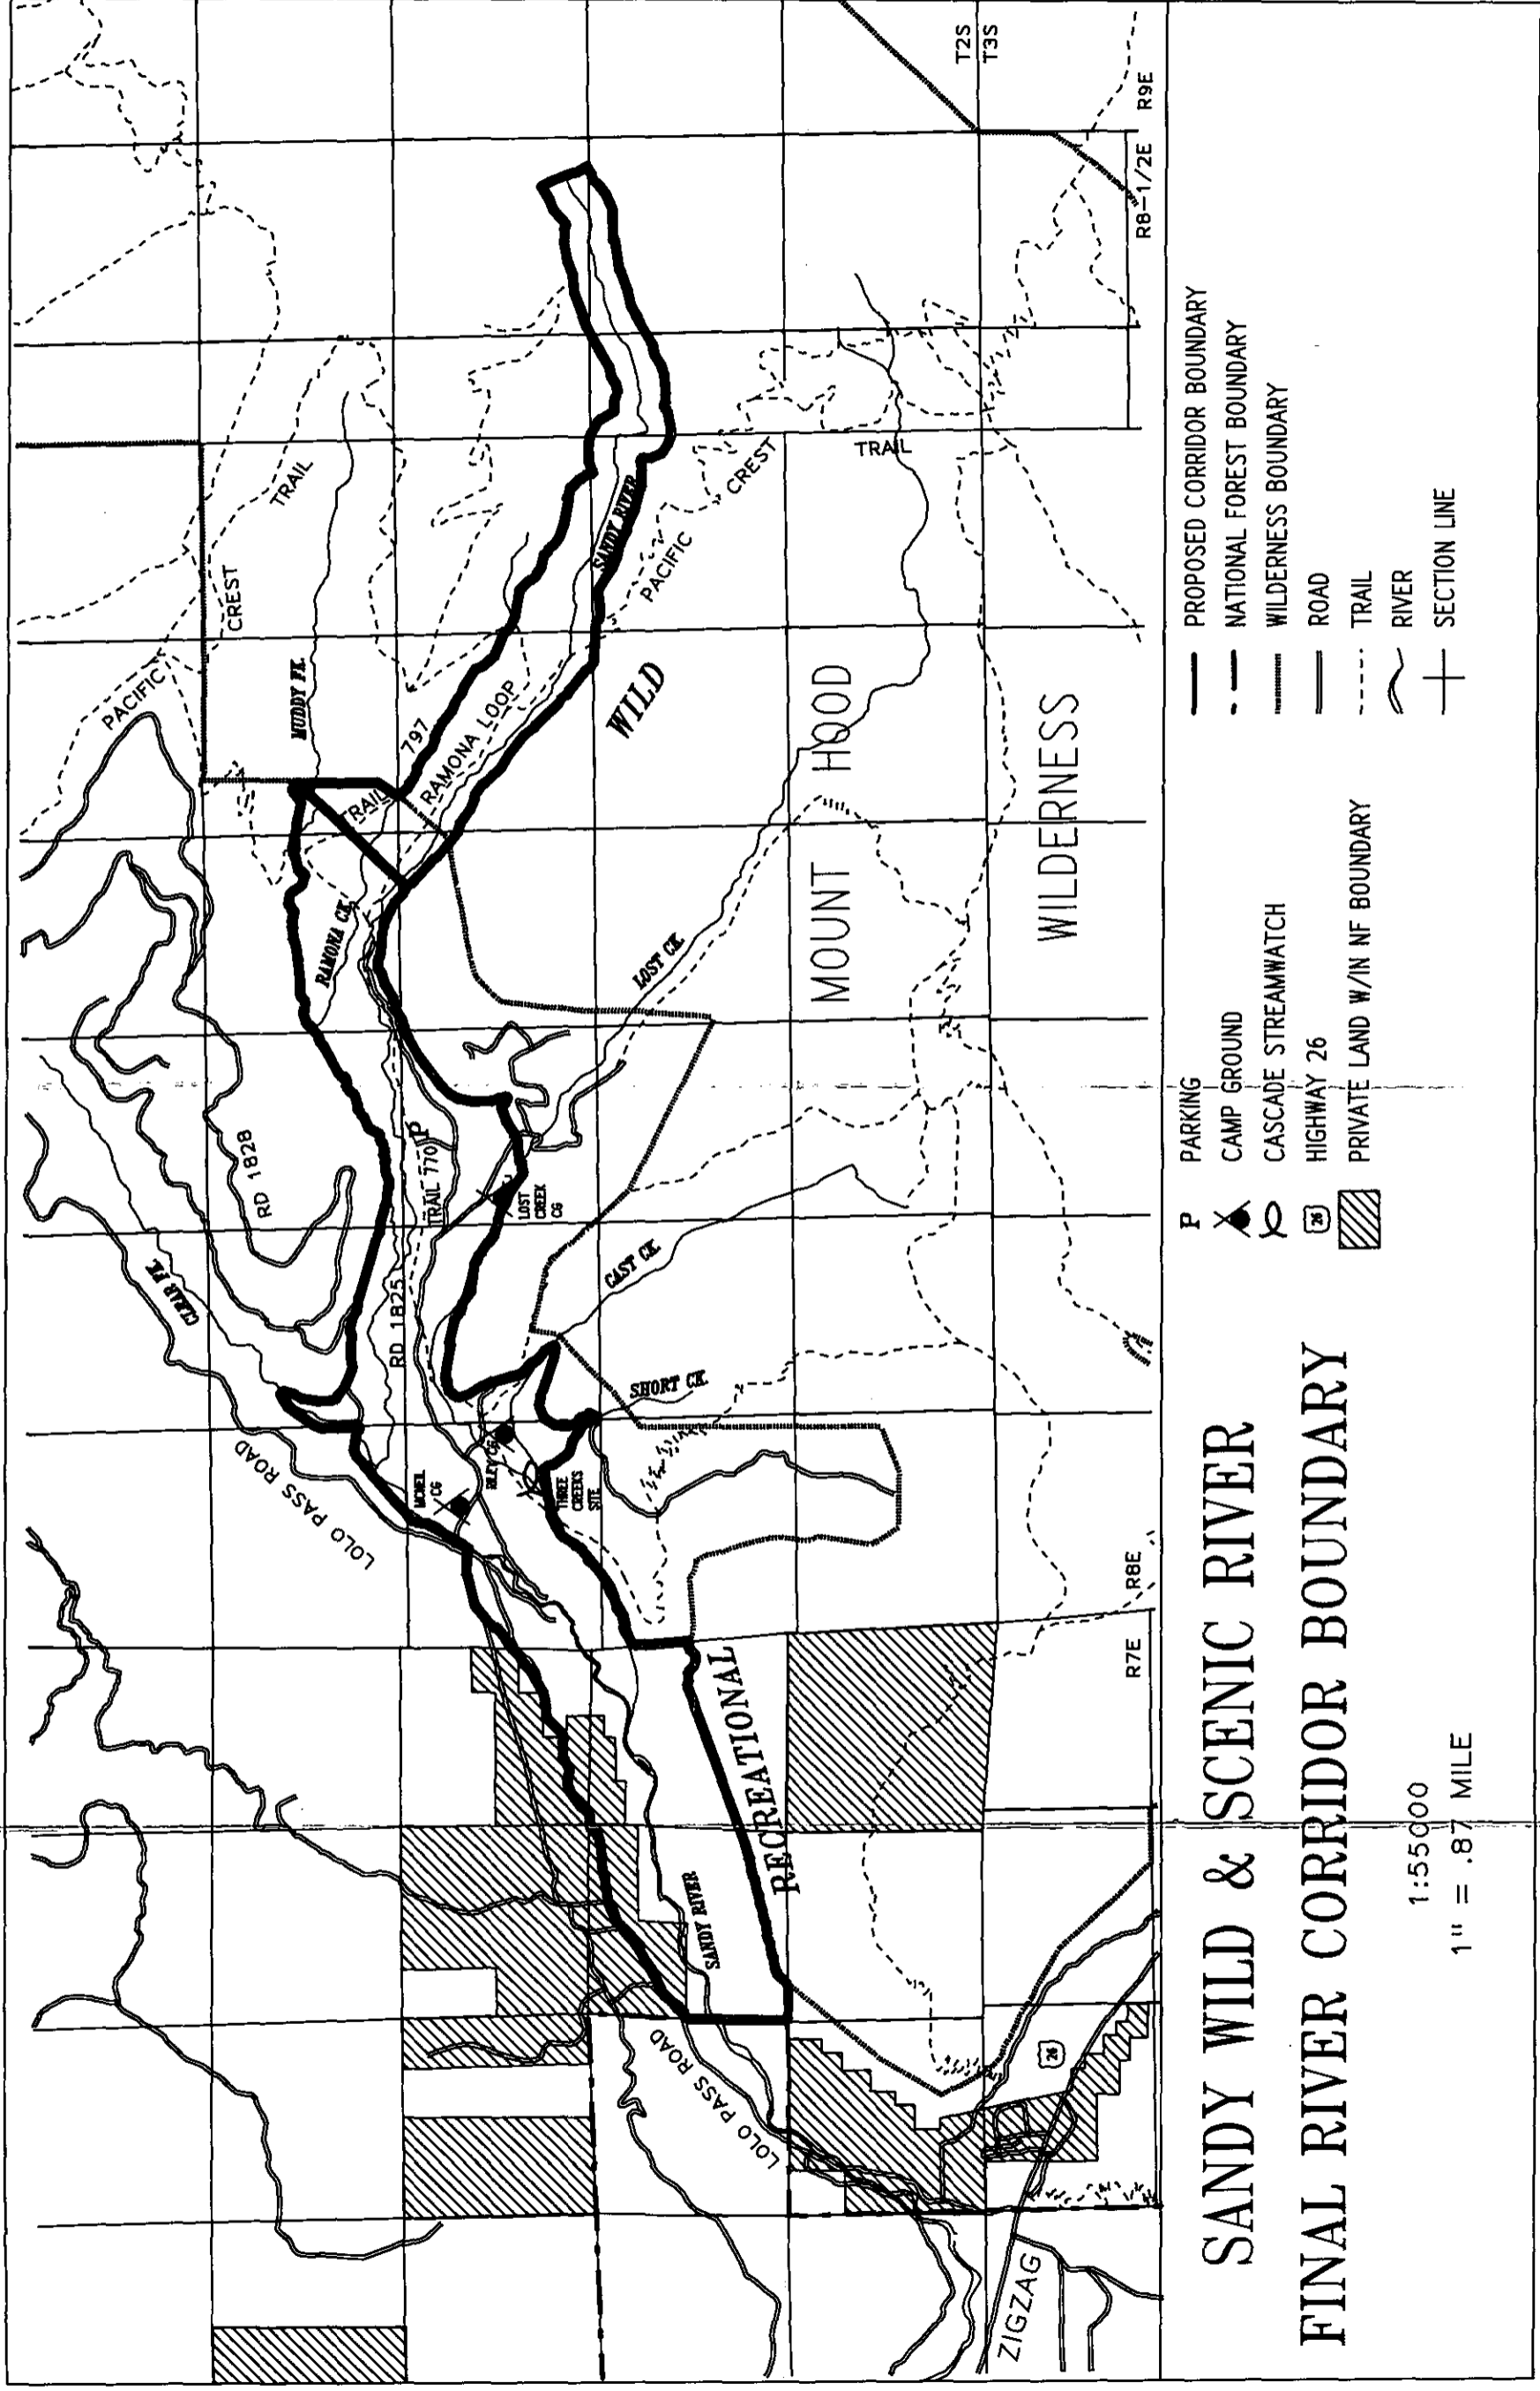 SANDY WILD & SCENIC RIVER
FINAL RIVER CORRIDOR BOUNDARY
1:55000
1" = .87 MILE
P PARKING
CAMP GROUND
CASCADE STREAMWATCH
26 HIGHWAY 26
PRIVATE LAND W/IN NF BOUNDARY
PROPOSED CORRIDOR BOUNDARY
NATIONAL FOREST BOUNDARY
WILDERNESS BOUNDARY
ROAD
TRAIL
RIVER
SECTION LINE
T2S
T3S
R9E
R8-1/2E
R8E
R7E
PACIFIC
CREST
TRAIL
MUDDY FK.
797
TRAIL
RAMONA LOOP
RAMONA CK.
SANDY RIVER
PACIFIC
CREST
TRAIL
WILD
MOUNT HOOD
WILDERNESS
LOST CK.
RD 1828
CLEAR FK.
RD 1825
TRAIL 770
P
LOST
CREEK
CG
CAST CK.
SHORT CK.
LOLO PASS ROAD
MCNEIL
CG
RILEY CG
THREE
CREEKS
SITE
RECREATIONAL
SANDY RIVER
LOLO PASS ROAD
26
ZIGZAG